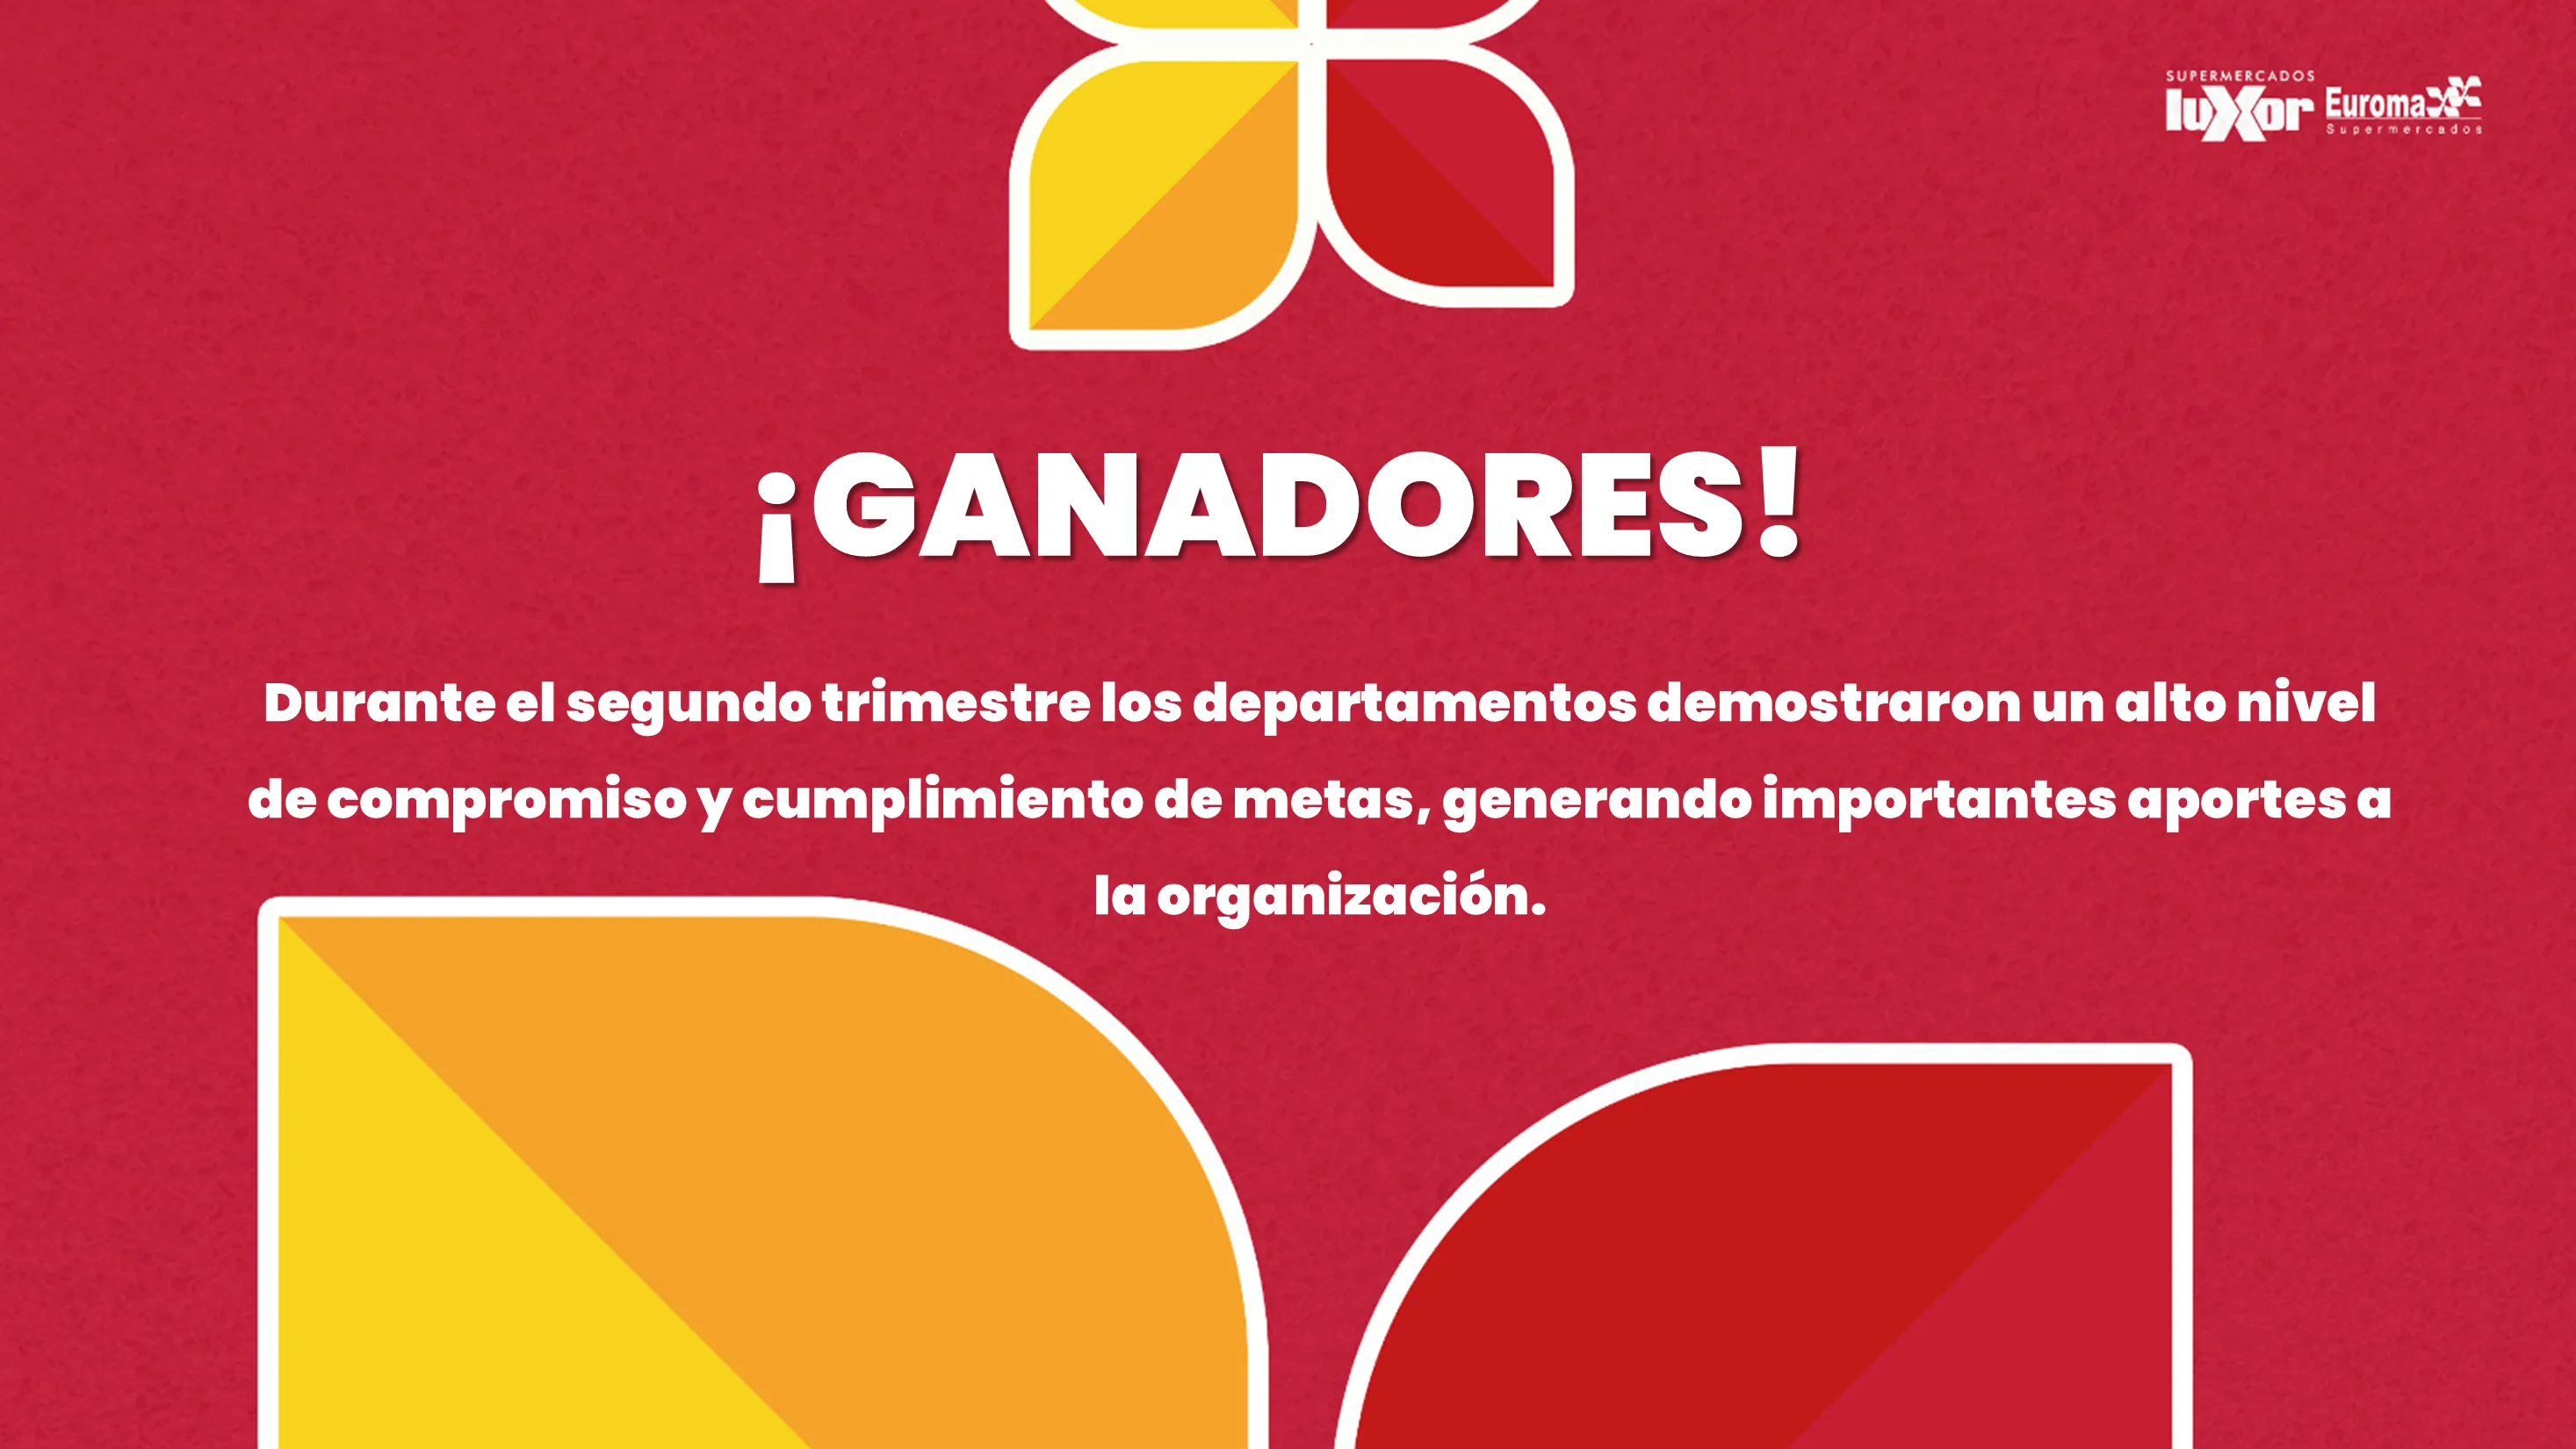 SUPERMERCADOS
luXor Euromaxx
Supermercados
¡GANADORES!
Durante el segundo trimestre los departamentos demostraron un alto nivel
de compromiso y cumplimiento de metas, generando importantes aportes a
la organización.